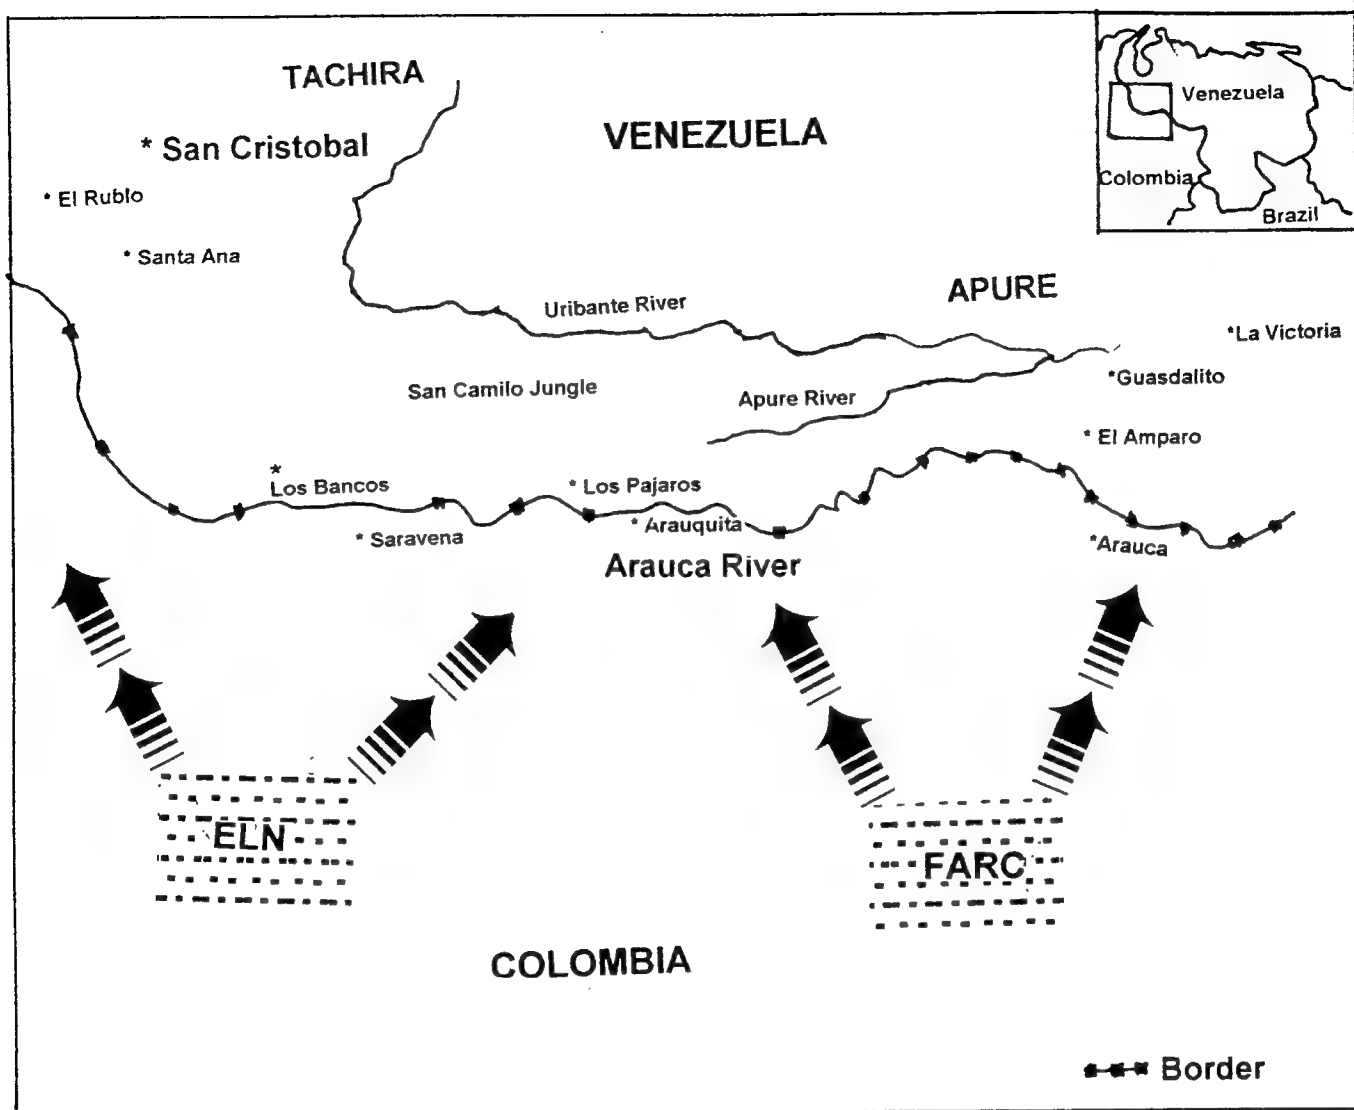 TACHIRA
* San Cristobal
VENEZUELA
Venezuela
Colombia
Brazil
* El Rubio
* Santa Ana
Uribante River
APURE
*La Victoria
San Camilo Jungle
Apure River
*Guasdalito
* El Amparo
*
Los Bancos
* Los Pajaros
* Saravena
* Arauquita
*Arauca
Arauca River
ELN
FARC
COLOMBIA
Border